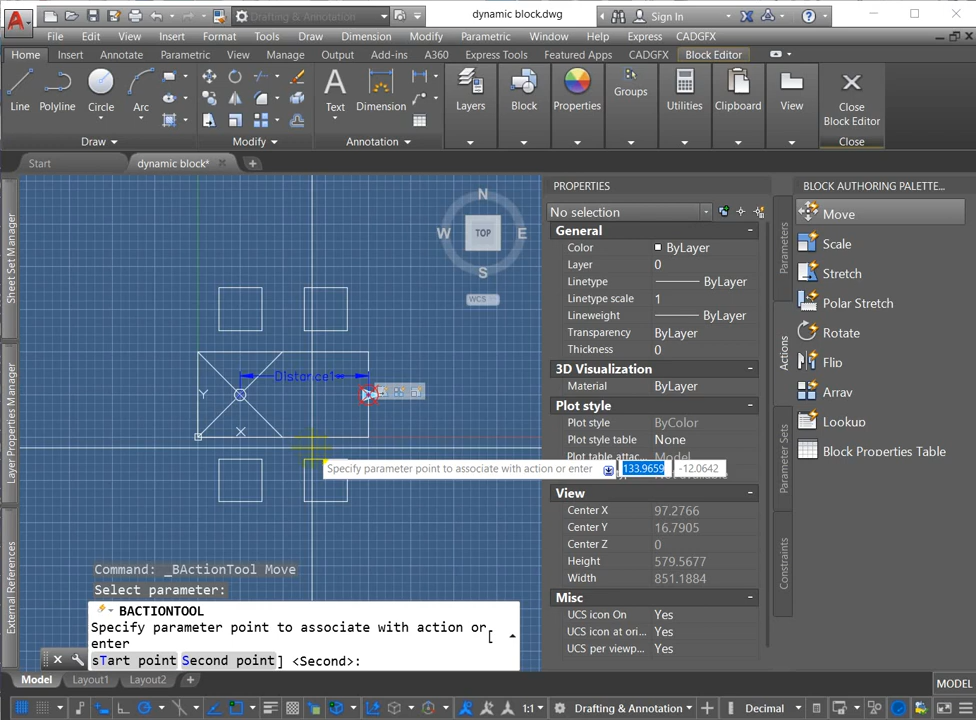 A
Drafting & Annotation
dynamic block.dwg
Sign In
File Edit View Insert Format Tools Draw Dimension Modify Parametric Window Help Express CADGFX
Home Insert Annotate Parametric View Manage Output Add-ins A360 Express Tools Featured Apps CADGFX Block Editor
Line Polyline Circle Arc Text Dimension Layers Block Properties Groups Utilities Clipboard View Close
Block Editor
Draw Modify Annotation Close
Start dynamic block* +
PROPERTIES
BLOCK AUTHORING PALETTE...
No selection
General
Color ByLayer
Layer 0
Linetype ByLayer
Linetype scale 1
Lineweight ByLayer
Transparency ByLayer
Thickness 0
3D Visualization
Material ByLayer
Plot style
Plot style ByColor
Plot style table None
Plot table attac... Model
View
Center X 97.2766
Center Y 16.7905
Center Z 0
Height 579.5677
Width 851.1884
Misc
UCS icon On Yes
UCS icon at ori... Yes
UCS per viewp... Yes
Parameters
Actions
Parameter Sets
Constraints
Move
Scale
Stretch
Polar Stretch
Rotate
Flip
Array
Lookup
Block Properties Table
Sheet Set Manager
Layer Properties Manager
External References
N
W TOP E
S
WCS
Distance1
Y
X
Specify parameter point to associate with action or enter 133.9659 -12.0642
Command: _BActionTool Move
Select parameter:
BACTIONTOOL
Specify parameter point to associate with action or [
enter
sTart point Second point] <Second>:
Model Layout1 Layout2 +
MODEL
1:1 Drafting & Annotation Decimal